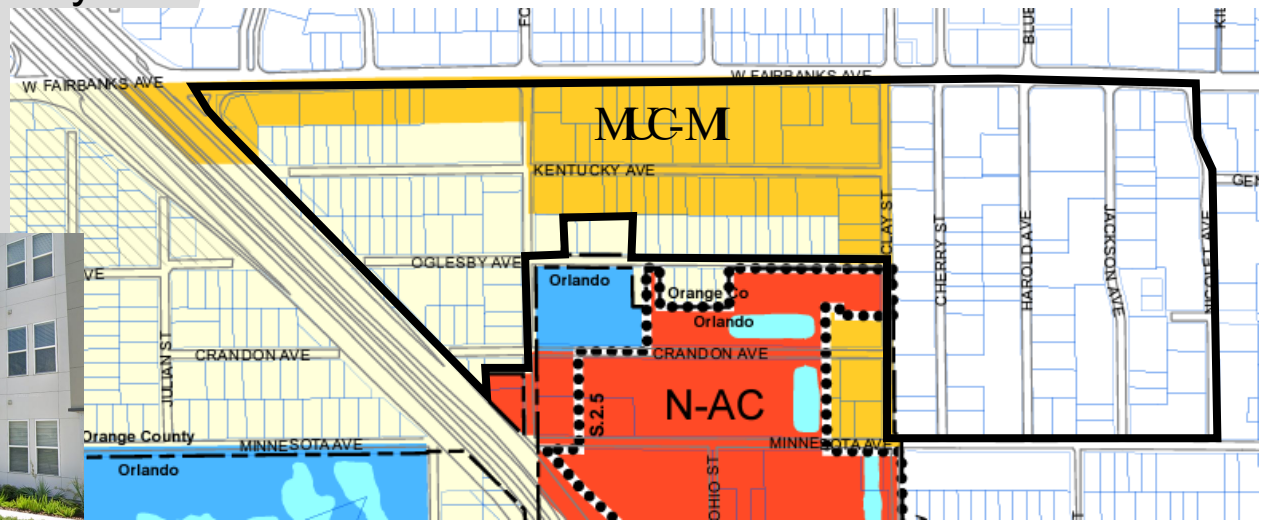 W FAIRBANKS AVE
W FAIRBANKS AVE
MUC-MI
KENTUCKY AVE
CLAY ST
CHERRY ST
HAROLD AVE
JACKSON AVE
NICOLE AVE
OGLESBY AVE
Orlando
Orange Co
Orlando
JULIAN ST
CRANDON AVE
CRANDON AVE
S.2.5
N-AC
Orange County
MINNESOTA AVE
MINNESOTA AVE
Orlando
OHIO ST